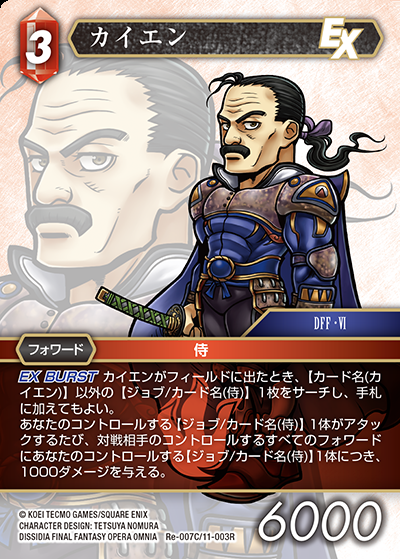 3
カイエン
EX
DFF・VI
フォワード
侍
EX BURST カイエンがフィールドに出たとき、【カード名(カ
イエン)】以外の【ジョブ/カード名(侍)】1枚をサーチし、手札
に加えてもよい。
あなたのコントロールする【ジョブ/カード名(侍)】1体がアタッ
クするたび、対戦相手のコントロールするすべてのフォワード
にあなたのコントロールする【ジョブ/カード名(侍)】1体につき、
1000ダメージを与える。
© KOEI TECMO GAMES/SQUARE ENIX
CHARACTER DESIGN: TETSUYA NOMURA
DISSIDIA FINAL FANTASY OPERA OMNIA
Re-007C/11-003R
6000